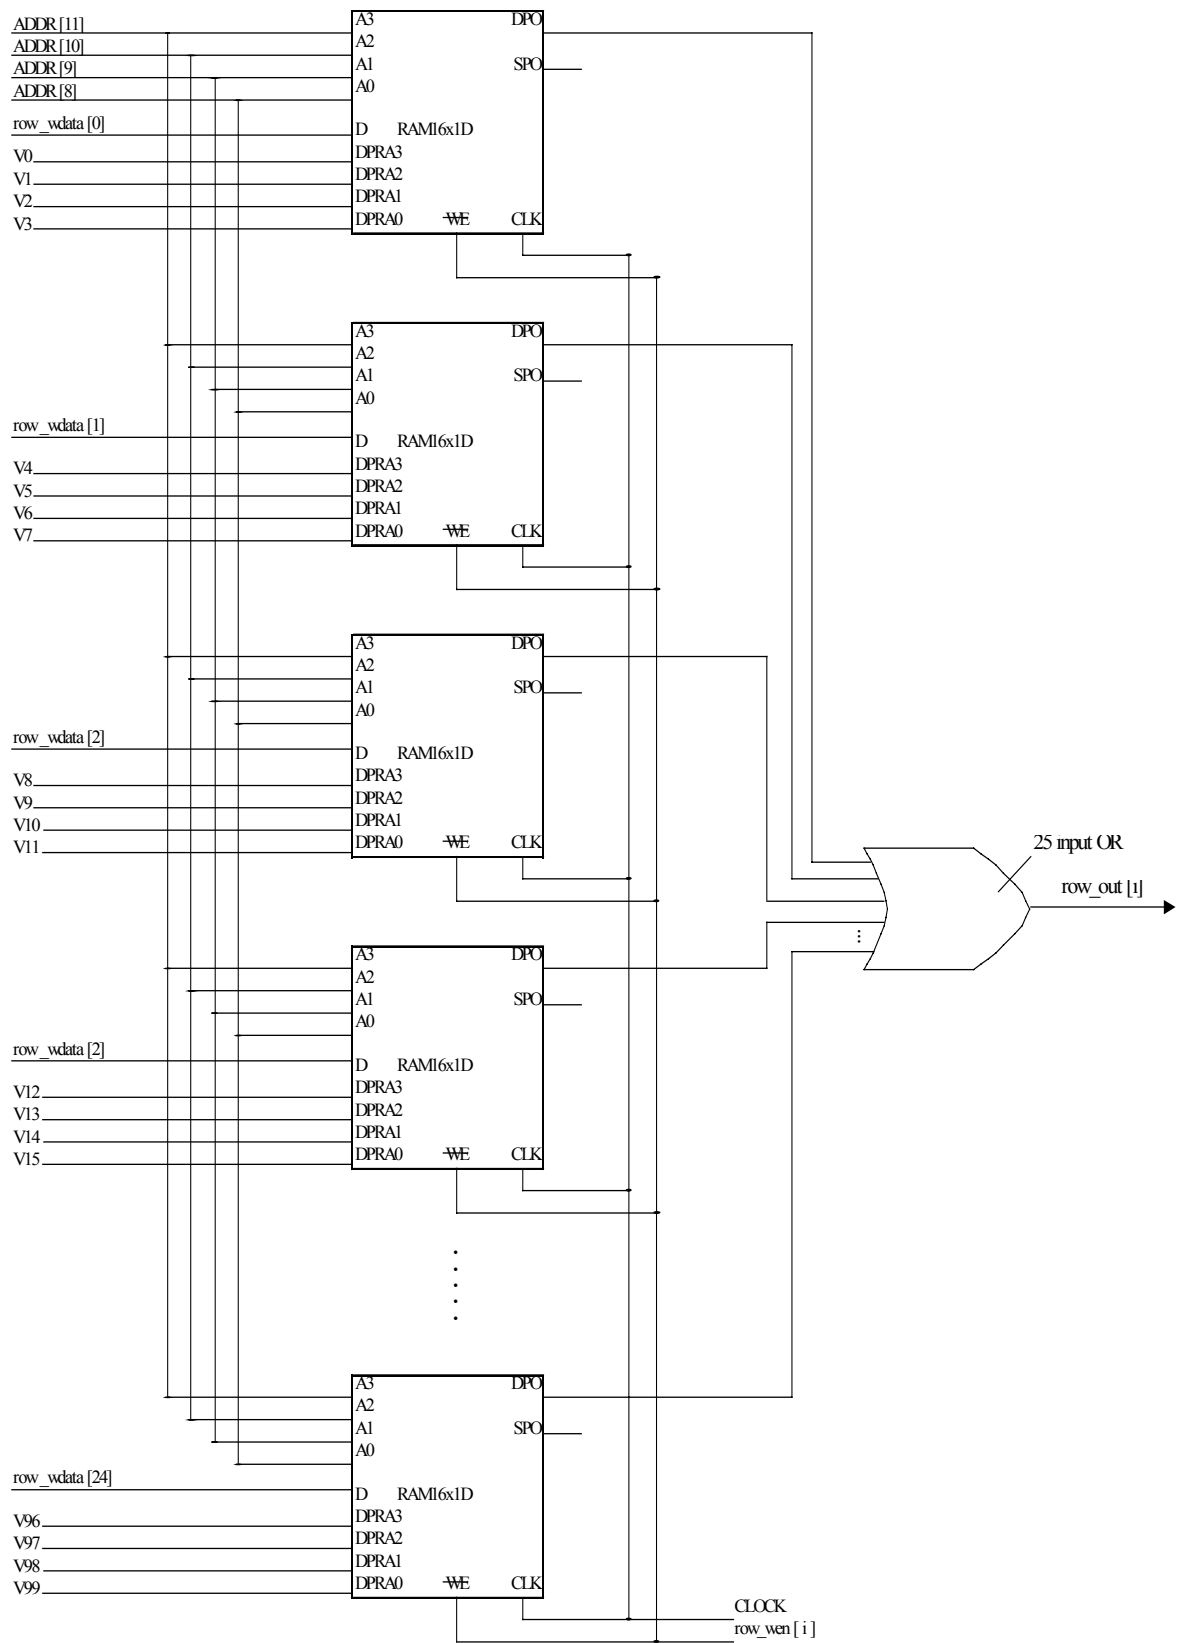 ADDR[11]
ADDR[10]
ADDR[9]
ADDR[8]
row_wdata[0]
V0
V1
V2
V3
A3
A2
A1
A0
D RAM16x1D
DPRA3
DPRA2
DPRA1
DPRA0 WE CLK
DPO
SPO
row_wdata[1]
V4
V5
V6
V7
A3
A2
A1
A0
D RAM16x1D
DPRA3
DPRA2
DPRA1
DPRA0 WE CLK
DPO
SPO
row_wdata[2]
V8
V9
V10
V11
A3
A2
A1
A0
D RAM16x1D
DPRA3
DPRA2
DPRA1
DPRA0 WE CLK
DPO
SPO
25 input OR
row_out [i]
row_wdata[2]
V12
V13
V14
V15
A3
A2
A1
A0
D RAM16x1D
DPRA3
DPRA2
DPRA1
DPRA0 WE CLK
DPO
SPO
row_wdata[24]
V96
V97
V98
V99
A3
A2
A1
A0
D RAM16x1D
DPRA3
DPRA2
DPRA1
DPRA0 WE CLK
DPO
SPO
CLOCK
row_wen [ i ]